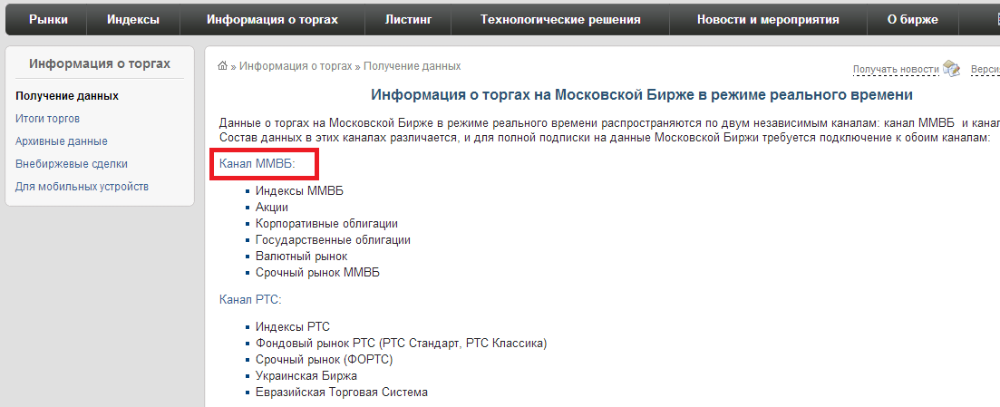 Рынки Индексы Информация о торгах Листинг Технологические решения Новости и мероприятия О бирже
Информация о торгах
Получение данных
Итоги торгов
Архивные данные
Внебиржевые сделки
Для мобильных устройств
» Информация о торгах » Получение данных
Получать новости Верси
Информация о торгах на Московской Бирже в режиме реального времени
Данные о торгах на Московской Бирже в режиме реального времени распространяются по двум независимым каналам: канал ММВБ и канал
Состав данных в этих каналах различается, и для полной подписки на данные Московской Биржи требуется подключение к обоим каналам:
Канал ММВБ:
Индексы ММВБ
Акции
Корпоративные облигации
Государственные облигации
Валютный рынок
Срочный рынок ММВБ
Канал РТС:
Индексы РТС
Фондовый рынок РТС (РТС Стандарт, РТС Классика)
Срочный рынок (ФОРТС)
Украинская Биржа
Евразийская Торговая Система